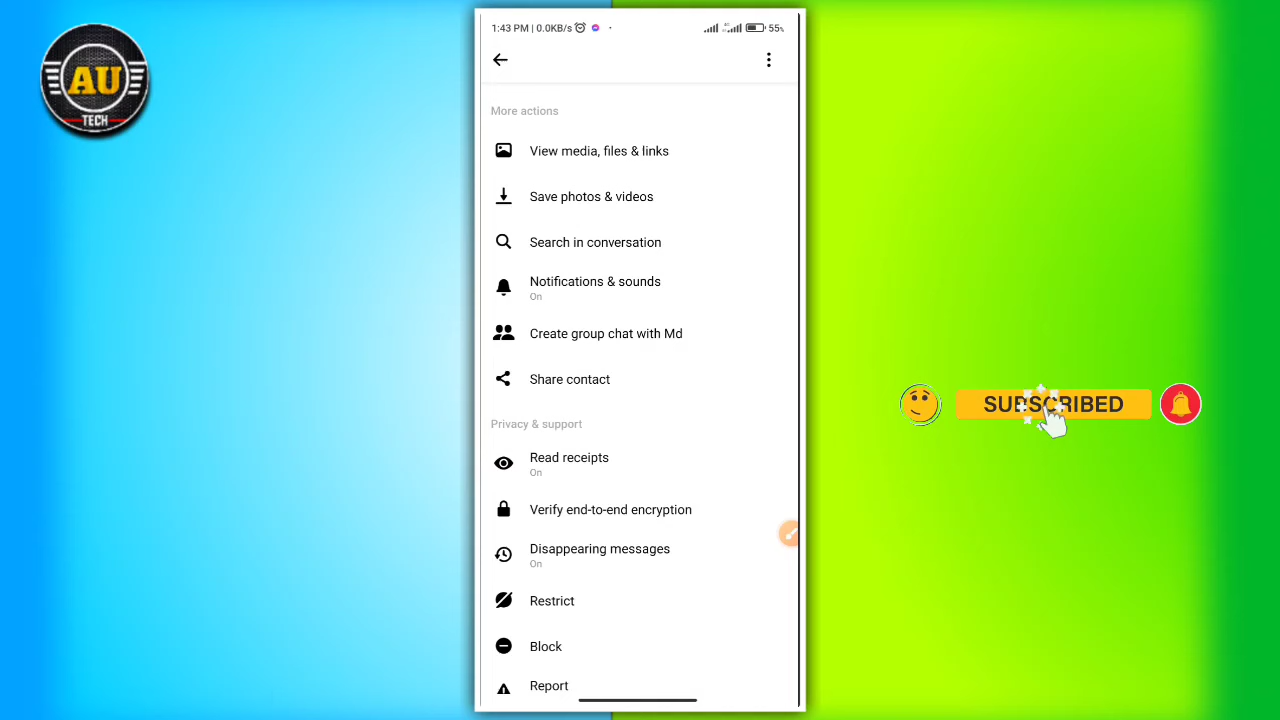 AU
TECH
1:43 PM | 0.0KB/s
55%
More actions
View media, files & links
Save photos & videos
Search in conversation
Notifications & sounds
On
Create group chat with Md
Share contact
Privacy & support
Read receipts
On
Verify end-to-end encryption
Disappearing messages
On
Restrict
Block
Report
SUBSCRIBED